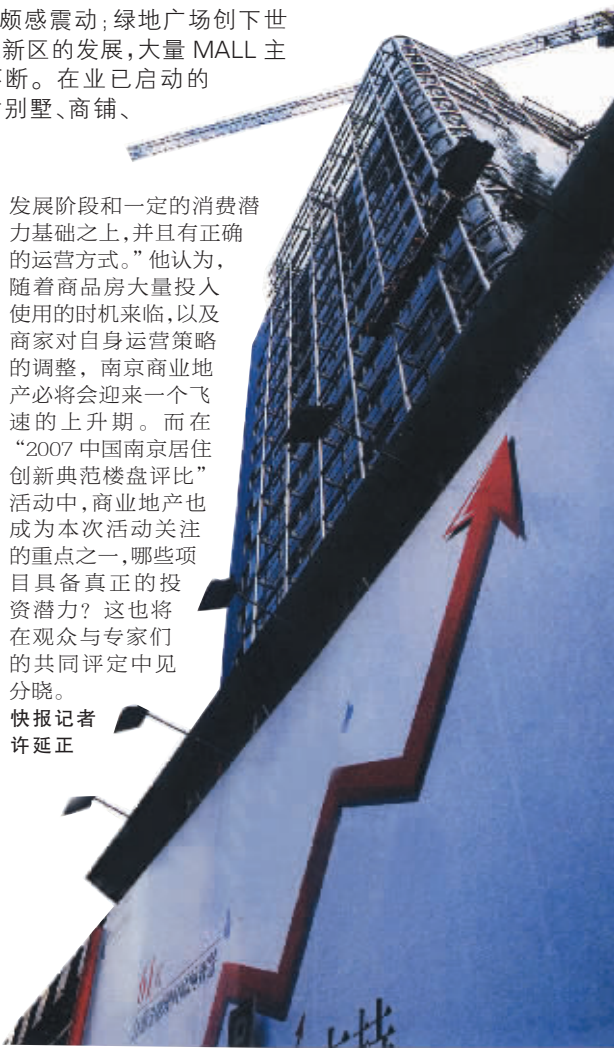 颇感震动；绿地广场创下世
新区的发展，大量 MALL 主
断。在业已启动的
别墅、商铺、
发展阶段和一定的消费潜
力基础之上，并且有正确
的运营方式。”他认为，
随着商品房大量投入
使用的时机来临，以及
商家对自身运营策略
的调整，南京商业地
产必将会迎来一个飞
速的上升期。而在
“2007 中国南京居住
创新典范楼盘评比”
活动中，商业地产也
成为本次活动关注
的重点之一，哪些项
目具备真正的投
资潜力？这也将
在观众与专家们
的共同评定中见
分晓。
快报记者
许延正